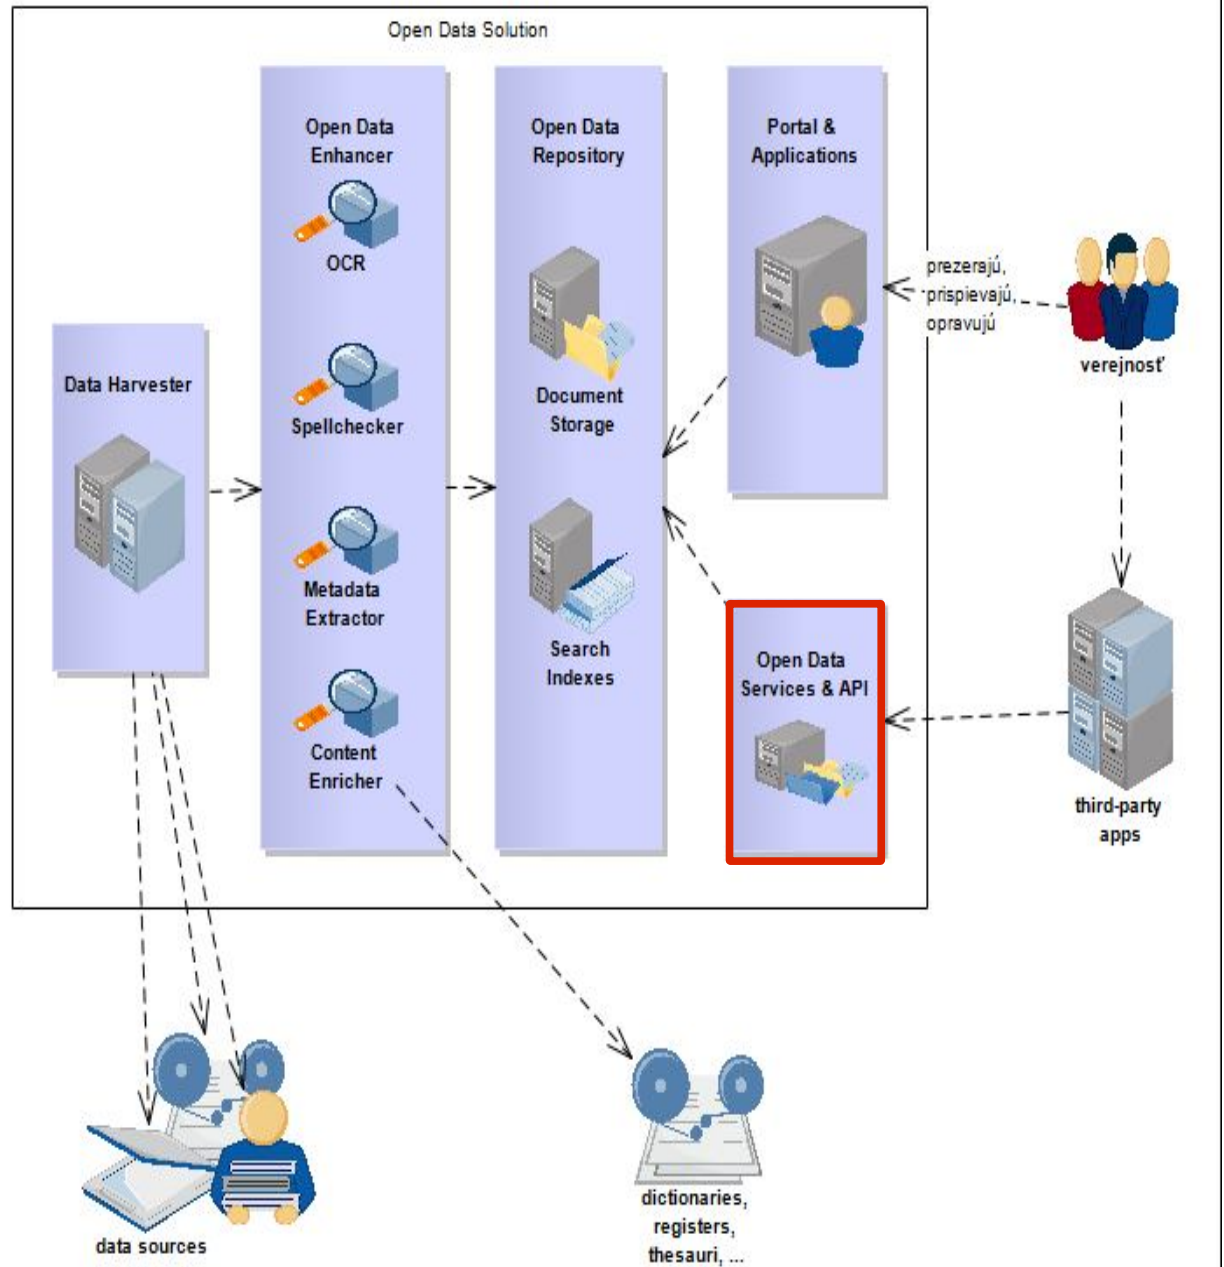 Open Data Solution
Open Data
Enhancer
OCR
Spellchecker
Metadata
Extractor
Content
Enricher
Open Data
Repository
Document
Storage
Search
Indexes
Portal &
Applications
Data Harvester
Open Data
Services & API
prezerajú,
prispievajú,
opravujú
verejnosť
third-party
apps
data sources
dictionaries,
registers,
thesauri, ...